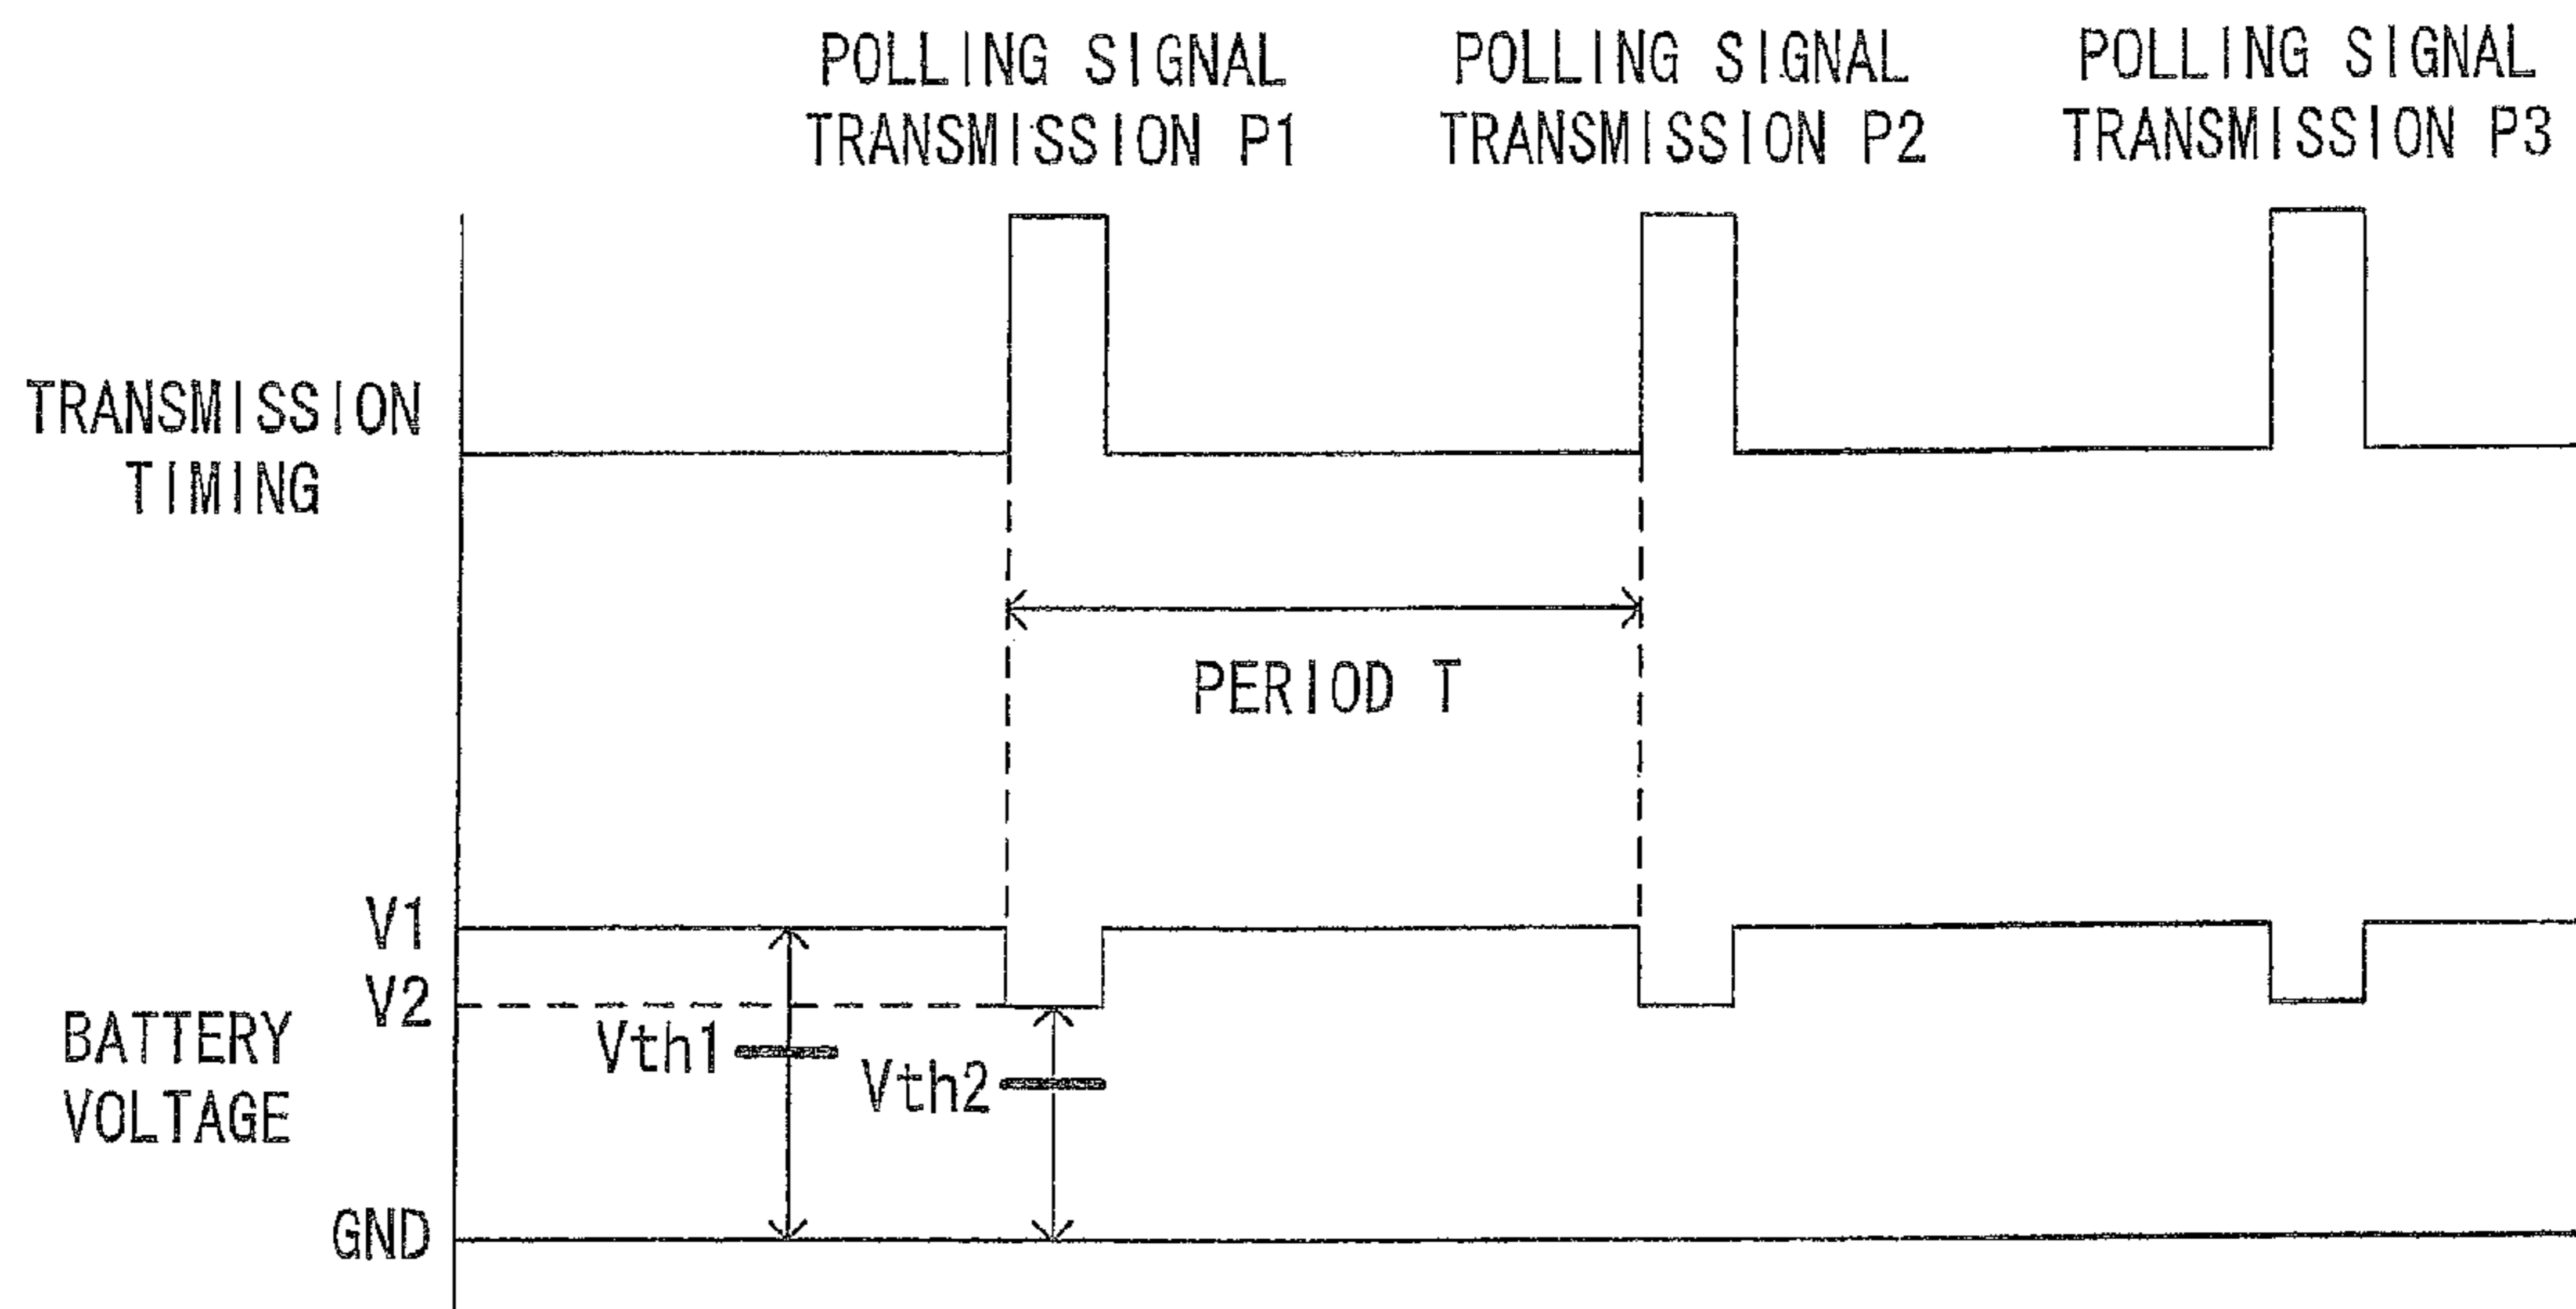 POLLING SIGNAL
TRANSMISSION P1
POLLING SIGNAL
TRANSMISSION P2
POLLING SIGNAL
TRANSMISSION P3
TRANSMISSION
TIMING
PERIOD T
V1
V2
BATTERY
VOLTAGE
Vth1
Vth2
GND